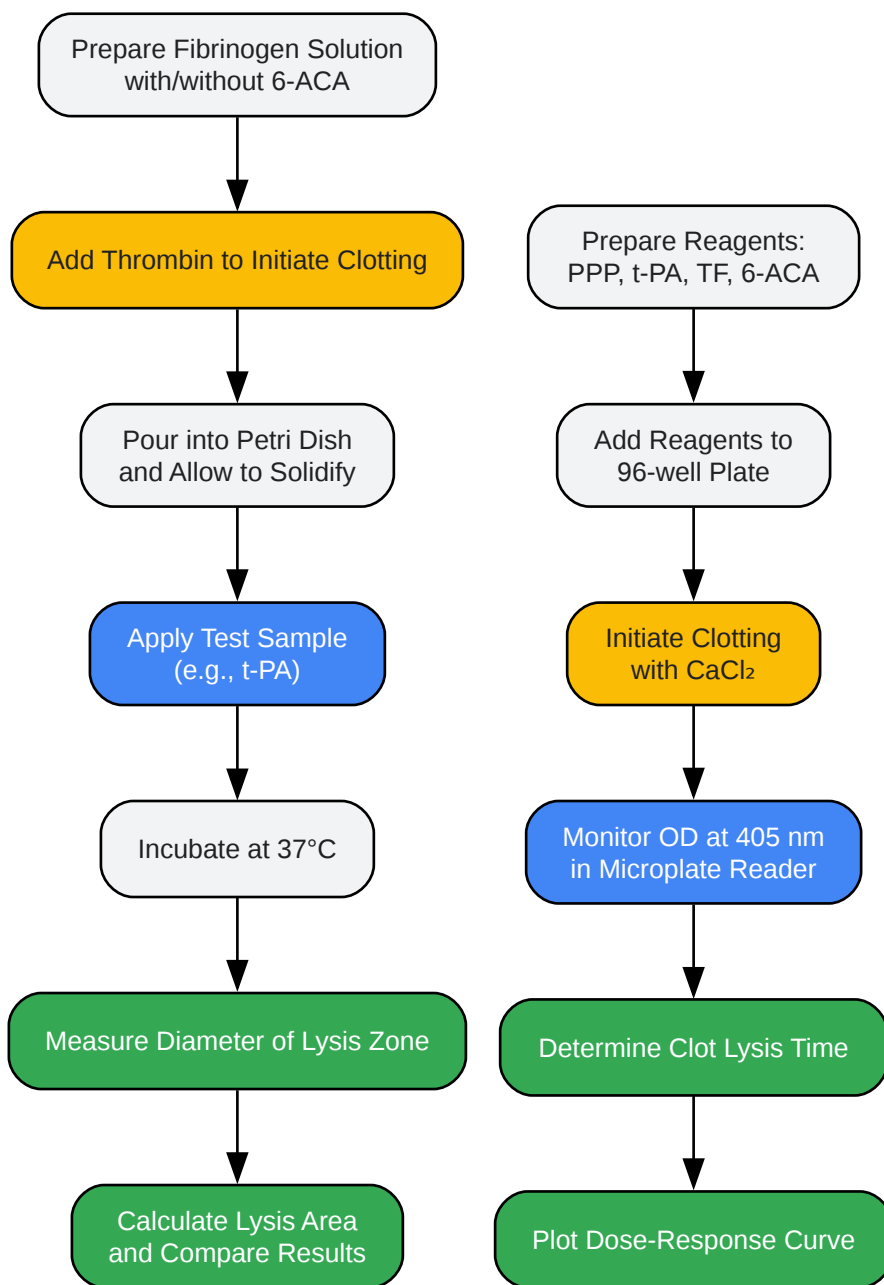 Prepare Fibrinogen Solution
with/without 6-ACA
Add Thrombin to Initiate Clotting
Pour into Petri Dish
and Allow to Solidify
Apply Test Sample
(e.g., t-PA)
Incubate at 37°C
Measure Diameter of Lysis Zone
Calculate Lysis Area
and Compare Results
Prepare Reagents:
PPP, t-PA, TF, 6-ACA
Add Reagents to
96-well Plate
Initiate Clotting
with CaCl₂
Monitor OD at 405 nm
in Microplate Reader
Determine Clot Lysis Time
Plot Dose-Response Curve